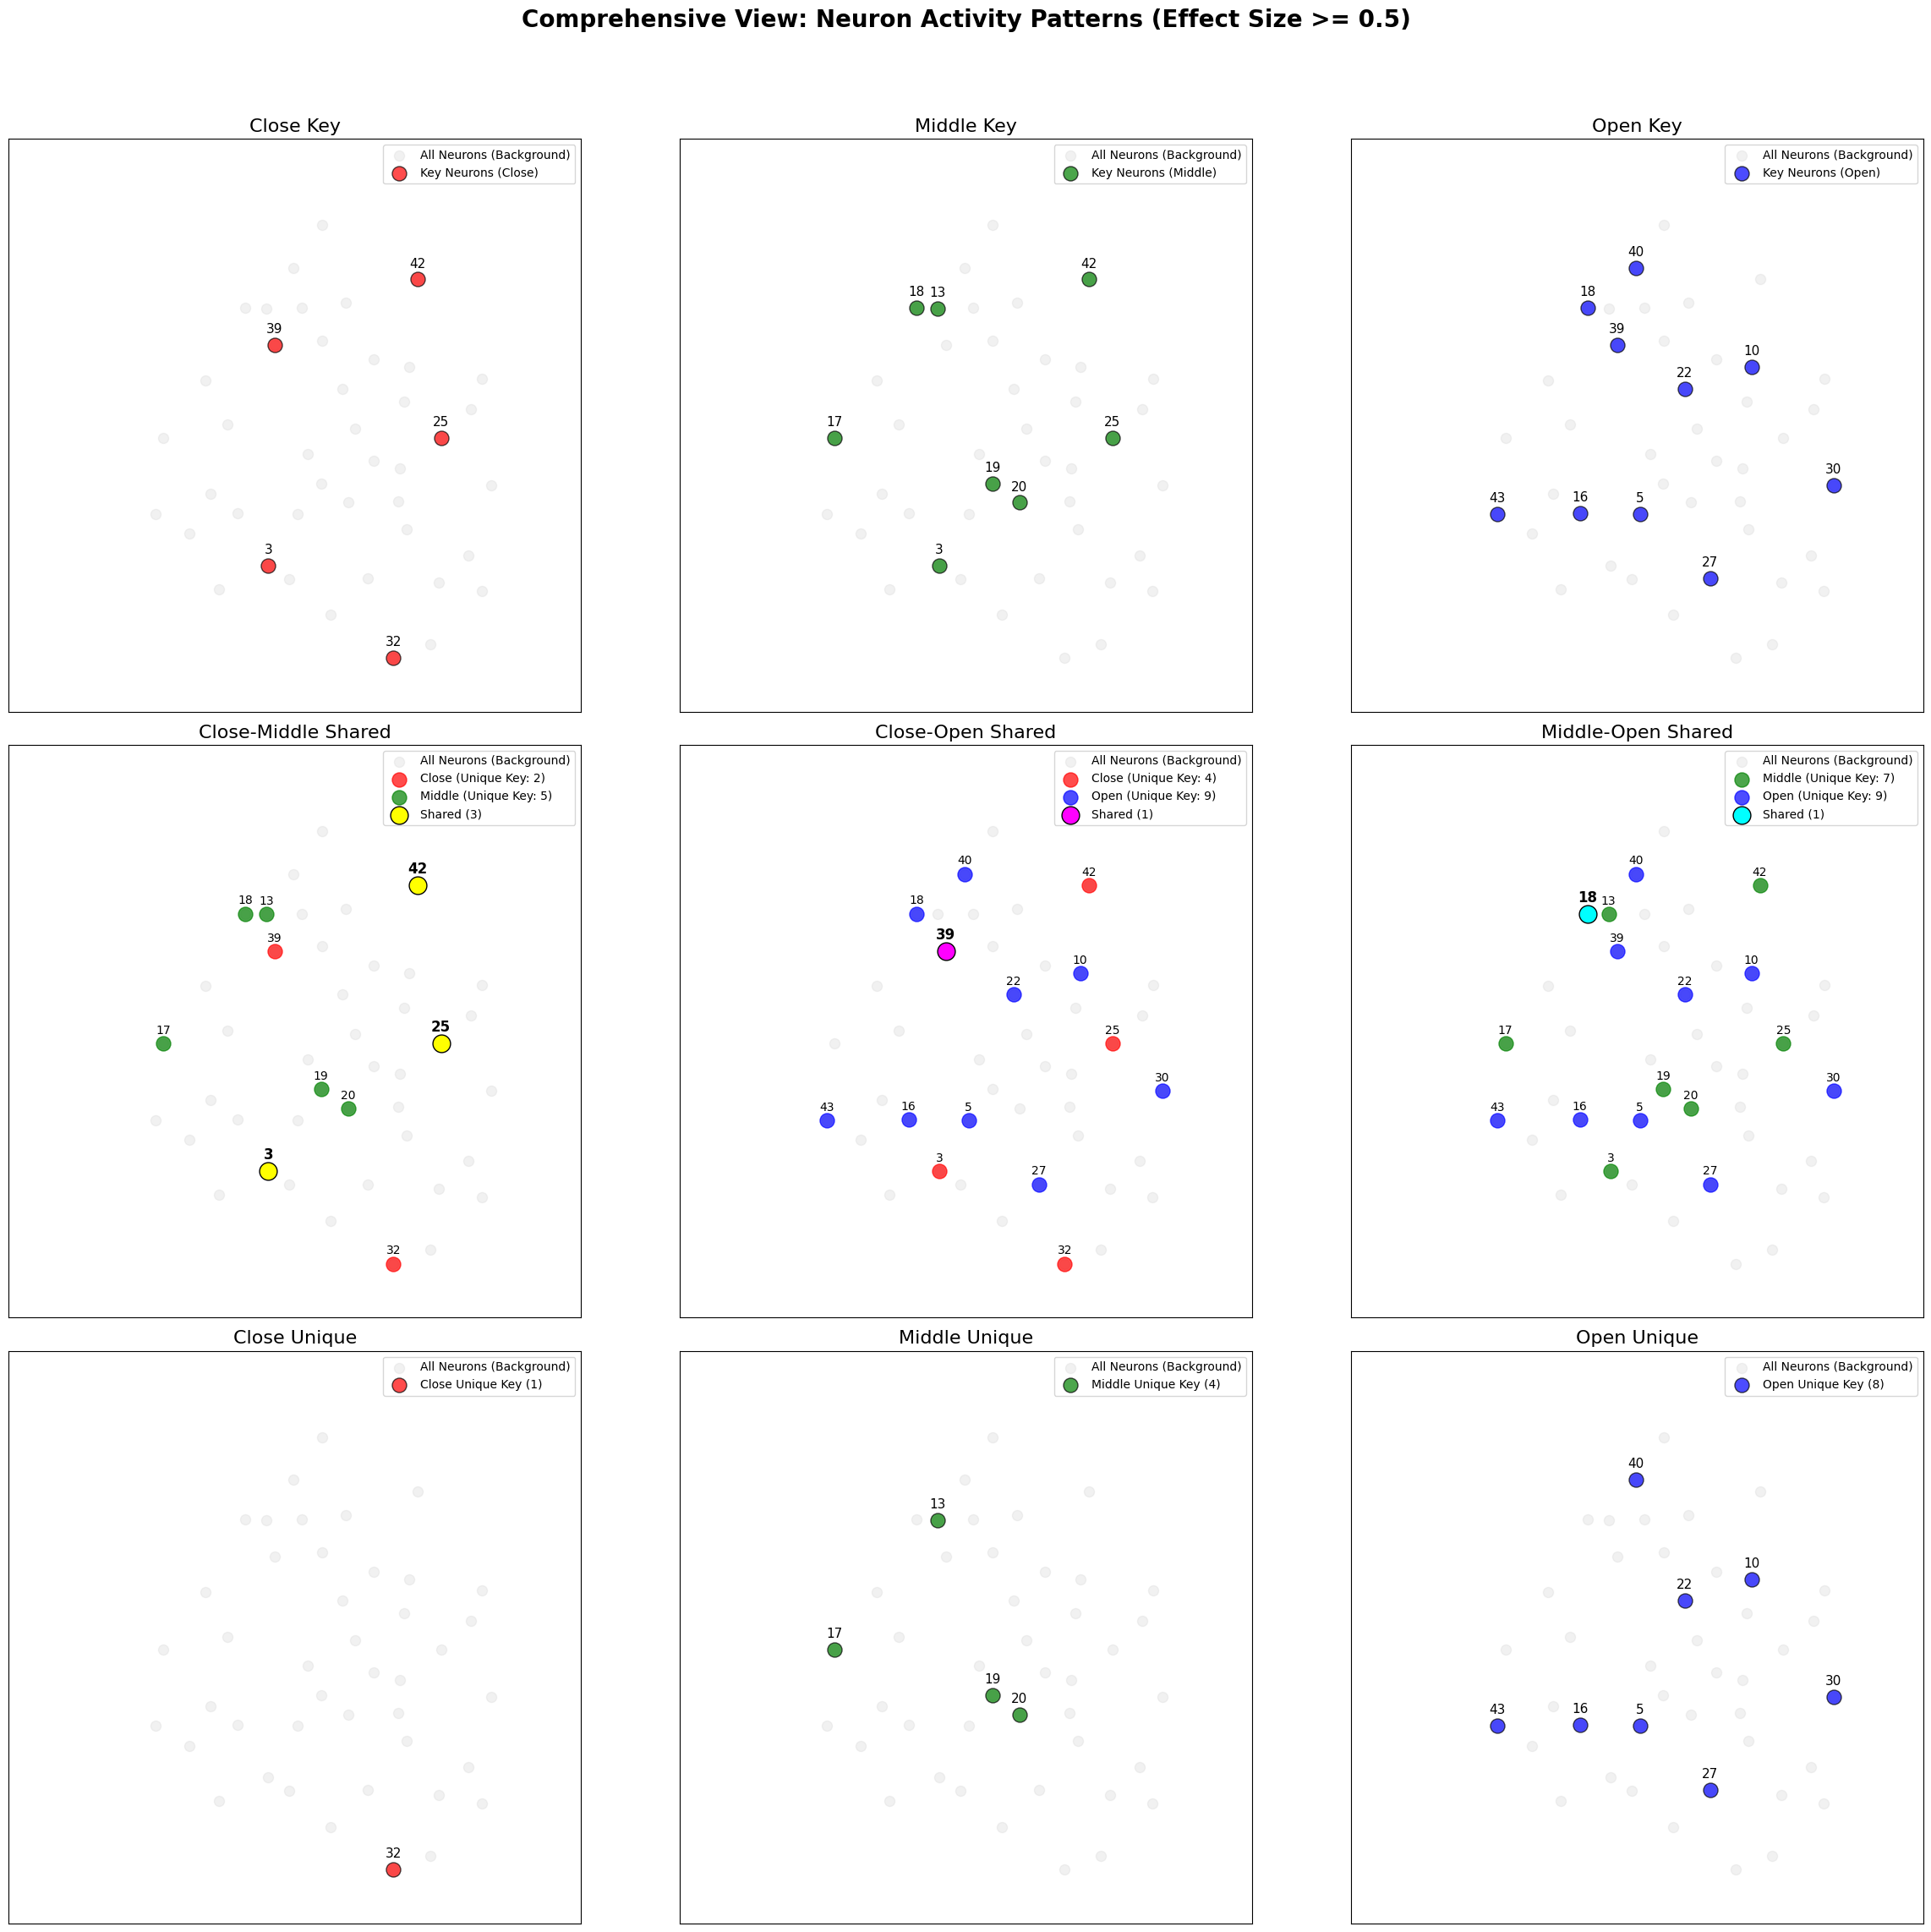 Comprehensive View: Neuron Activity Patterns (Effect Size >= 0.5)
Close Key
All Neurons (Background)
Key Neurons (Close)
42
39
25
3
32
Middle Key
All Neurons (Background)
Key Neurons (Middle)
42
18 13
17
25
19
20
3
Open Key
All Neurons (Background)
Key Neurons (Open)
40
18
39
10
22
30
43 16 5
27
Close-Middle Shared
All Neurons (Background)
Close (Unique Key: 2)
Middle (Unique Key: 5)
Shared (3)
42
18 13
39
25
17
19
20
3
32
Close-Open Shared
All Neurons (Background)
Close (Unique Key: 4)
Open (Unique Key: 9)
Shared (1)
40
42
18
39
10
22
25
30
43 16 5
3
27
32
Middle-Open Shared
All Neurons (Background)
Middle (Unique Key: 7)
Open (Unique Key: 9)
Shared (1)
40
42
18 13
39
10
22
17
25
19
30
20
43 16 5
3
27
Close Unique
All Neurons (Background)
Close Unique Key (1)
32
Middle Unique
All Neurons (Background)
Middle Unique Key (4)
13
17
19
20
Open Unique
All Neurons (Background)
Open Unique Key (8)
40
10
22
30
43 16 5
27